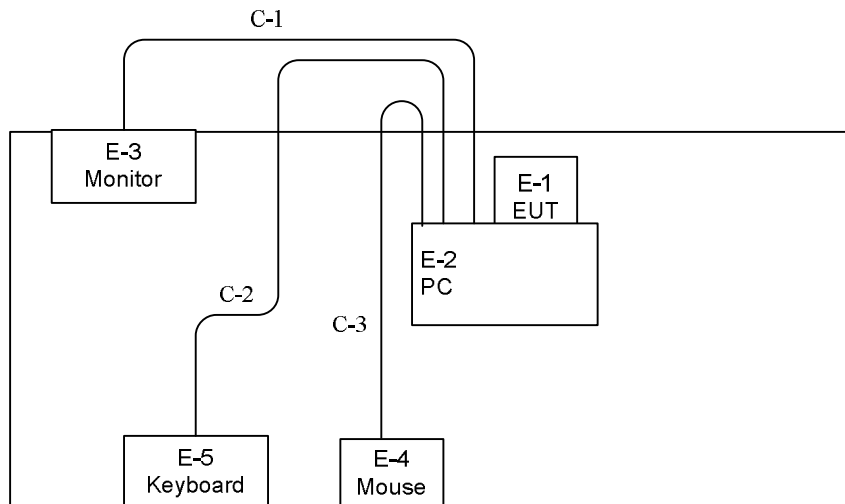 C-1
E-3
Monitor
E-1
EUT
E-2
PC
C-2
C-3
E-5
Keyboard
E-4
Mouse